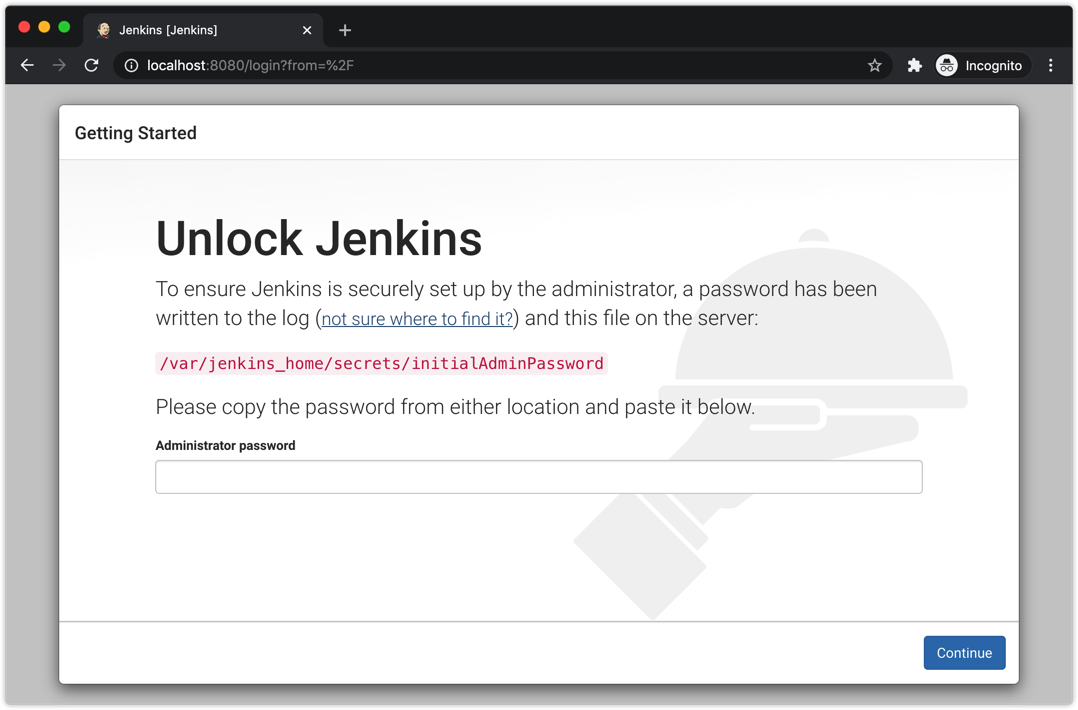 Jenkins [Jenkins]
localhost:8080/login?from=%2F
Incognito
Getting Started
Unlock Jenkins
To ensure Jenkins is securely set up by the administrator, a password has been
written to the log (not sure where to find it?) and this file on the server:
/var/jenkins_home/secrets/initialAdminPassword
Please copy the password from either location and paste it below.
Administrator password
Continue